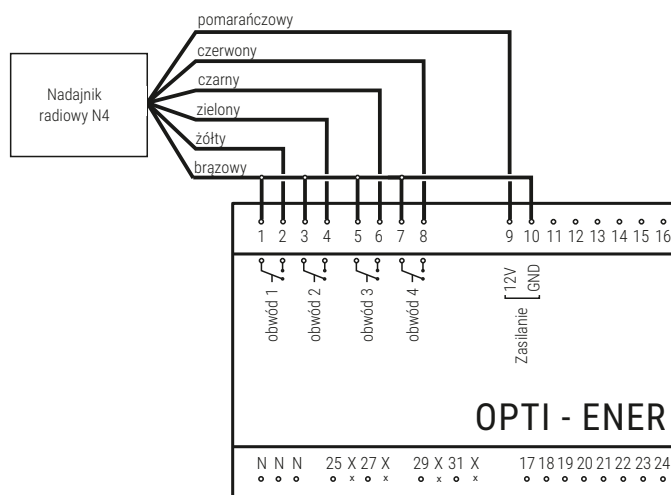 pomarańczowy
czerwony
czarny
zielony
żółty
brązowy
Nadajnik
radiowy N4
1 2 3 4 5 6 7 8 9 10 11 12 13 14 15 16
obwód 1
obwód 2
obwód 3
obwód 4
Zasilanie
12V
GND
OPTI - ENER
N N N 25 X 27 X 29 X 31 X 17 18 19 20 21 22 23 24
x x x x